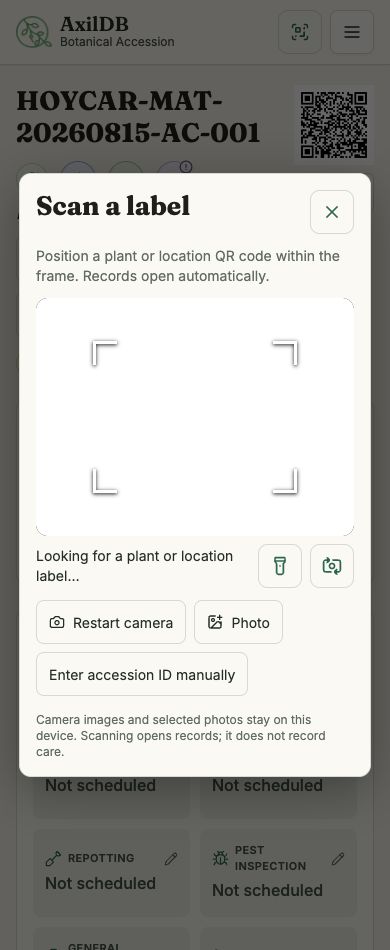 AxilDB
Botanical Accession
HOYCAR-MAT-
20260815-AC-001
Scan a label
Position a plant or location QR code within the
frame. Records open automatically.
Looking for a plant or location
label...
Restart camera
Photo
Enter accession ID manually
Camera images and selected photos stay on this
device. Scanning opens records; it does not record
care.
Not scheduled
Not scheduled
REPOTTING
Not scheduled
PEST
INSPECTION
Not scheduled
GENERAL